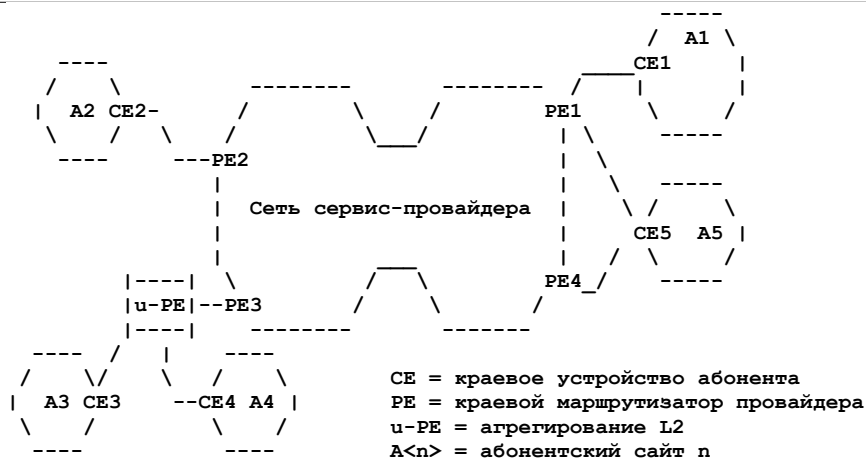 A1
CE1
A2 CE2
PE1
PE2
Сеть сервис-провайдера
CE5 A5
PE4
u-PE PE3
A3 CE3 CE4 A4
CE = краевое устройство абонента
PE = краевой маршрутизатор провайдера
u-PE = агрегирование L2
A<n> = абонентский сайт n